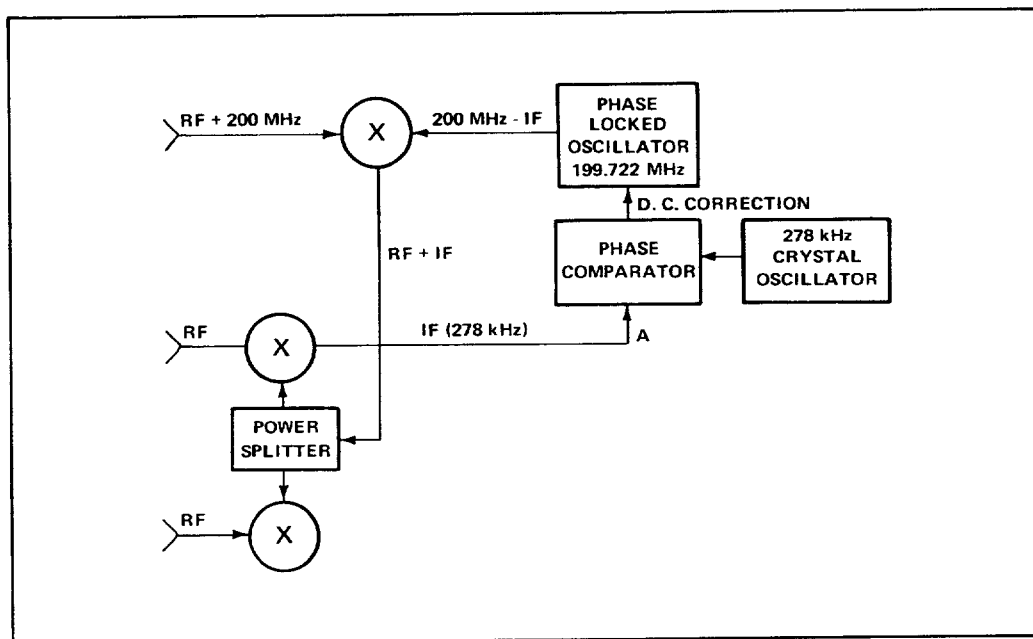 RF + 200 MHz
X
200 MHz - IF
PHASE
LOCKED
OSCILLATOR
199.722 MHz
D. C. CORRECTION
RF + IF
PHASE
COMPARATOR
278 kHz
CRYSTAL
OSCILLATOR
RF
X
IF (278 kHz)
A
POWER
SPLITTER
RF
X